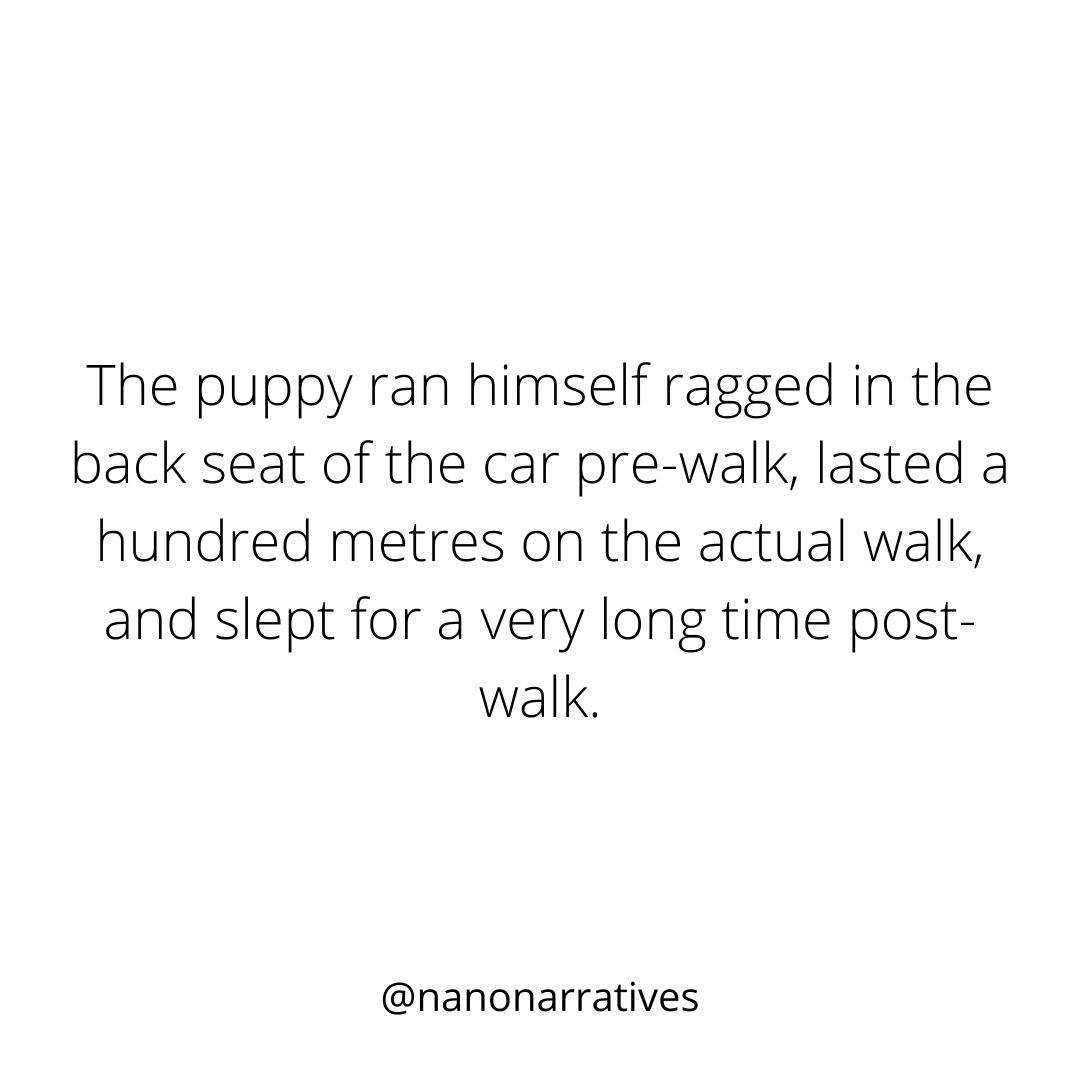 The puppy ran himself ragged in the
back seat of the car pre-walk, lasted a
hundred metres on the actual walk,
and slept for a very long time post-
walk.
@nanonarratives